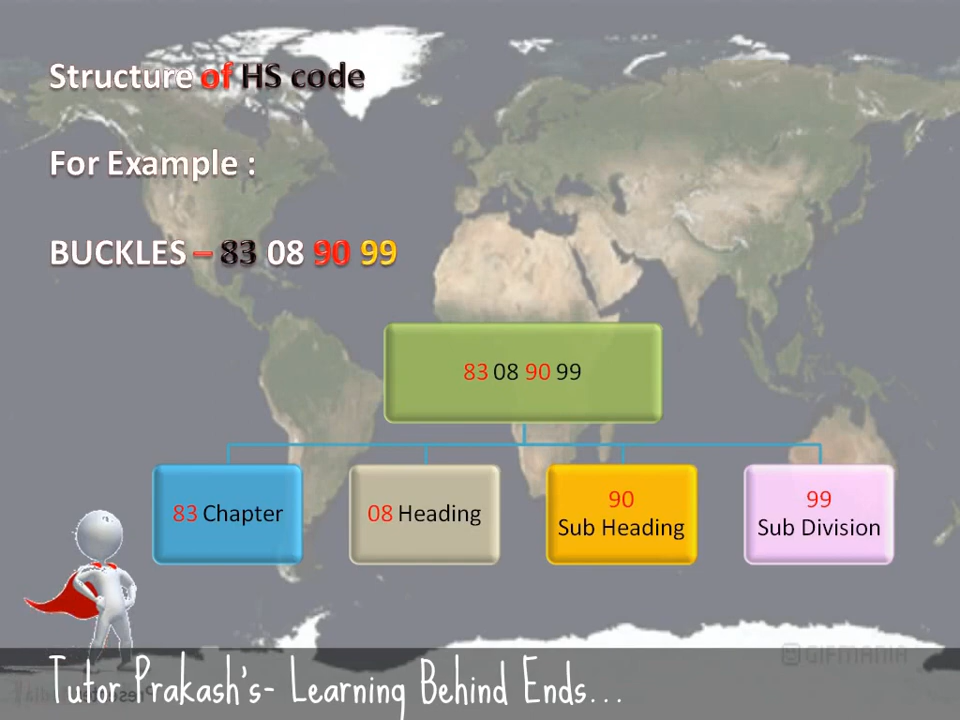 Structure of HS code
For Example :
BUCKLES – 83 08 90 99
83 08 90 99
83 Chapter
08 Heading
90
Sub Heading
99
Sub Division
GIFMANIA
Tutor Prakash's- Learning Behind Ends...